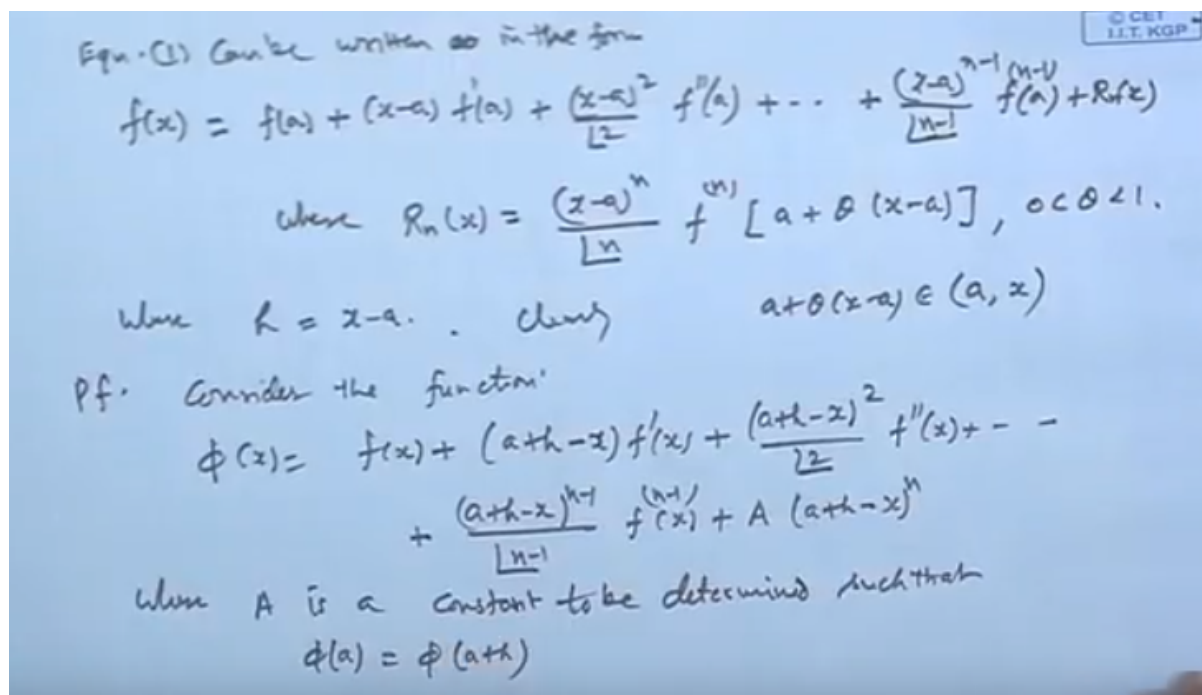 © CET
I.I.T. KGP
Eqn. (1) Can be written as in the form
f(x) = f(a) + (x-a) f'(a) + (x-a)²/⌊2 f''(a) + -- + (x-a)ⁿ⁻¹/⌊n-1 f⁽ⁿ⁻¹⁾(a) + Rₙ(x)
where Rₙ(x) = (x-a)ⁿ/⌊n f⁽ⁿ⁾ [a + θ (x-a)], 0<θ<1.
where h = x-a. . clearly a+θ(x-a) ∈ (a, x)
Pf. Consider the function
φ(x) = f(x) + (a+h-x) f'(x) + (a+h-x)²/⌊2 f''(x) + - -
+ (a+h-x)ⁿ⁻¹/⌊n-1 f⁽ⁿ⁻¹⁾(x) + A (a+h-x)ⁿ
where A is a constant to be determined such that
φ(a) = φ(a+h)